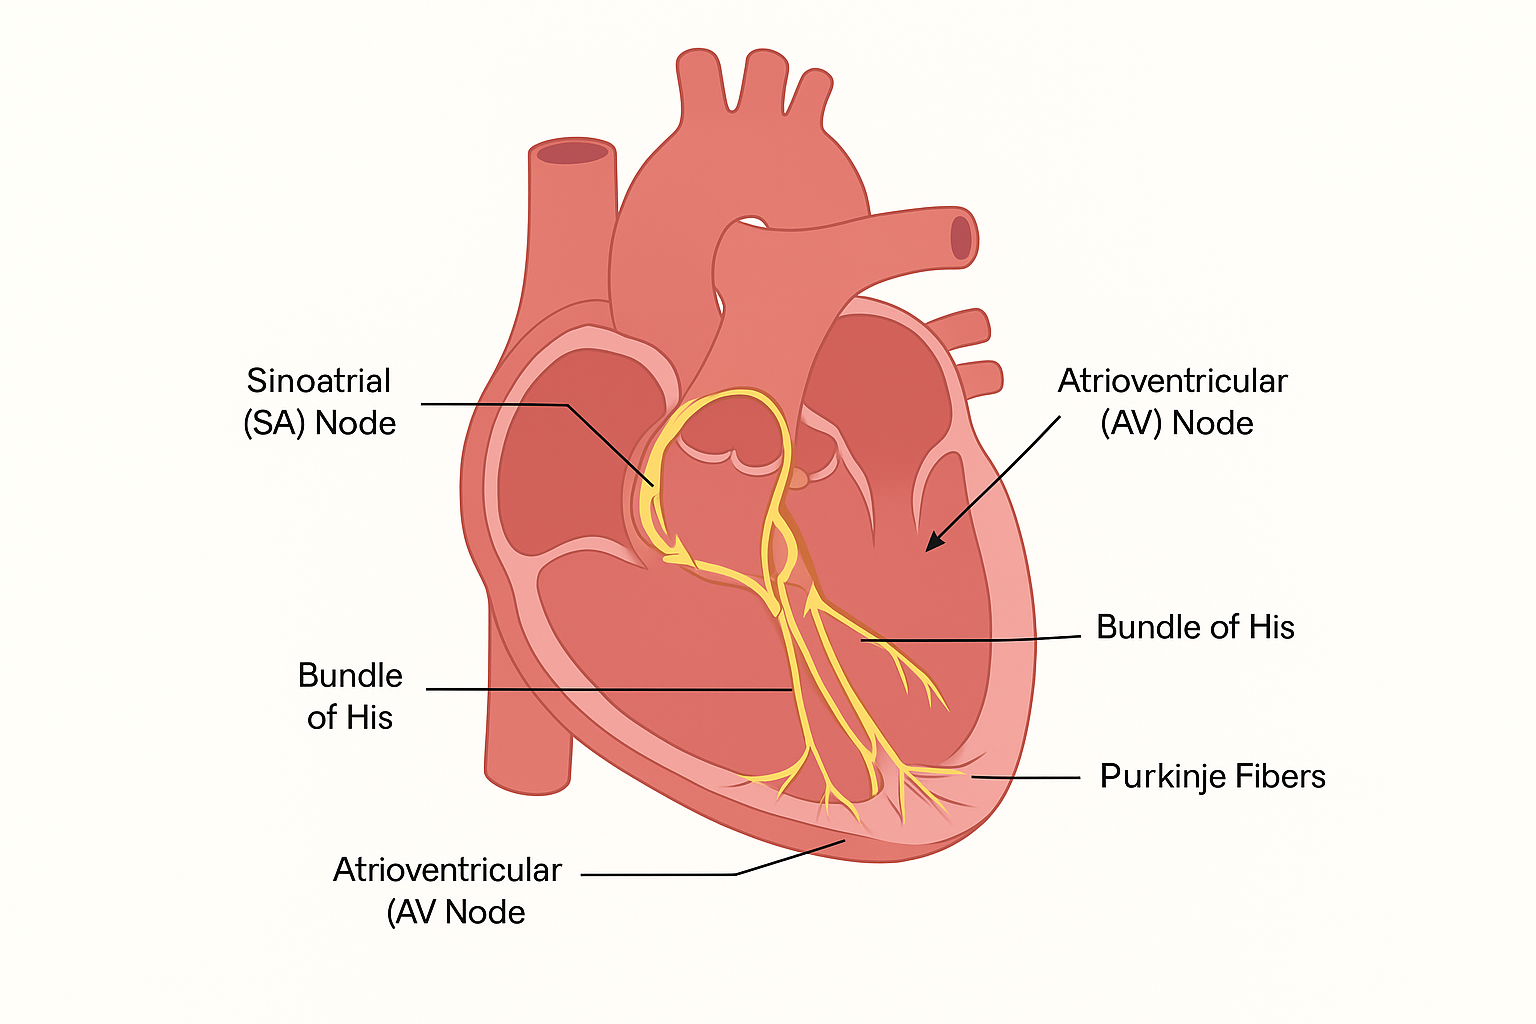 Sinoatrial
(SA) Node
Atrioventricular
(AV) Node
Bundle of His
Bundle
of His
Purkinje Fibers
Atrioventricular
(AV Node